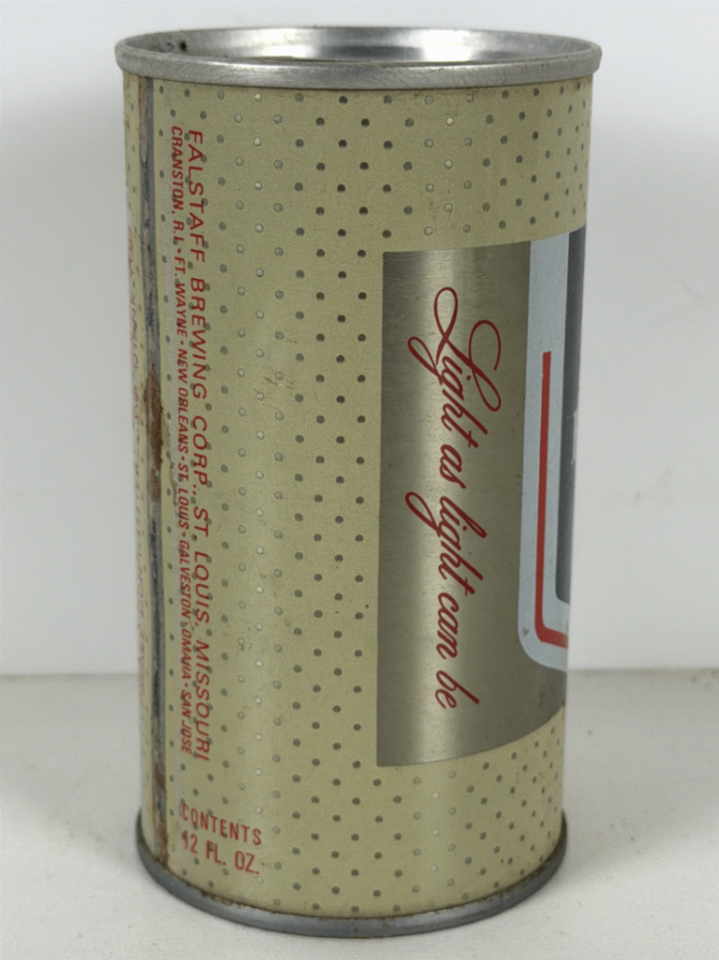 FALSTAFF BREWING CORP., ST. LOUIS, MISSOURI
CRANSTON, R.I. • FT. WAYNE • NEW ORLEANS • ST. LOUIS • GALVESTON • OMAHA • SAN JOSE
CONTENTS
12 FL. OZ.
Light as light can be